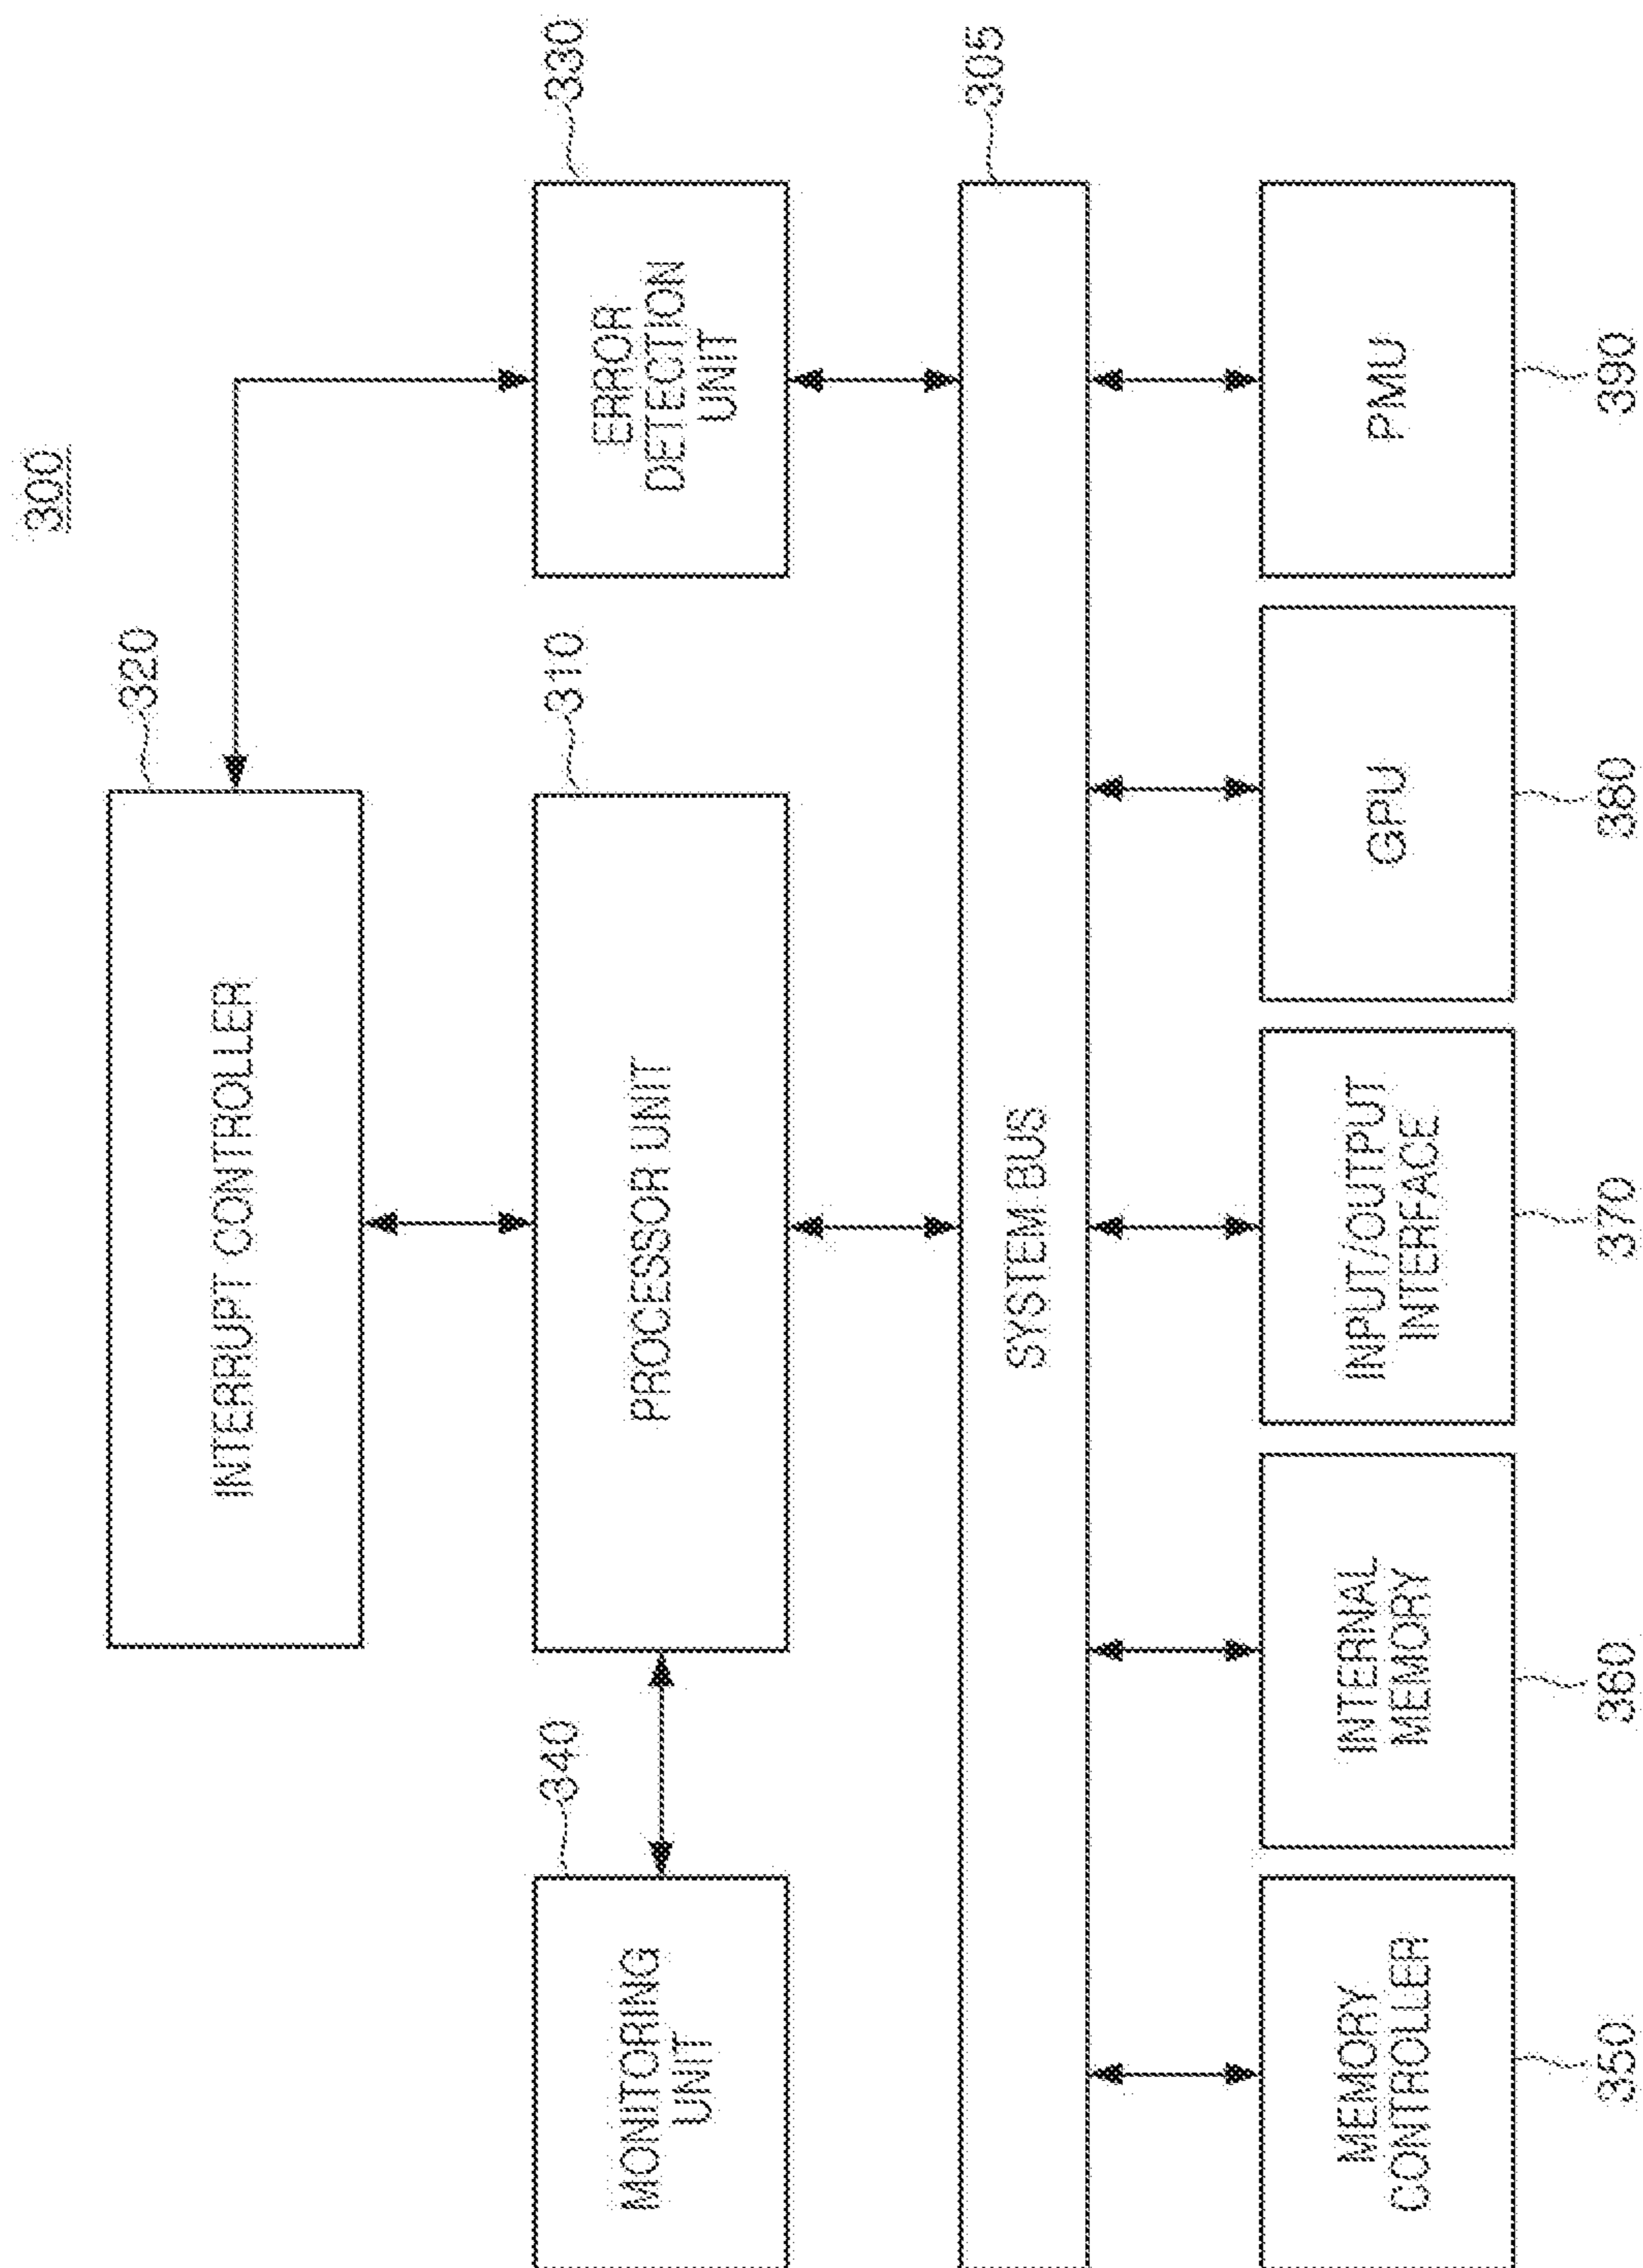 300
320
INTERRUPT CONTROLLER
340
310
330
MONITORING
UNIT
PROCESSOR UNIT
ERROR
DETECTION
UNIT
305
SYSTEM BUS
MEMORY
CONTROLLER
INTERNAL
MEMORY
INPUT/OUTPUT
INTERFACE
GPU
PMU
350
360
370
380
390